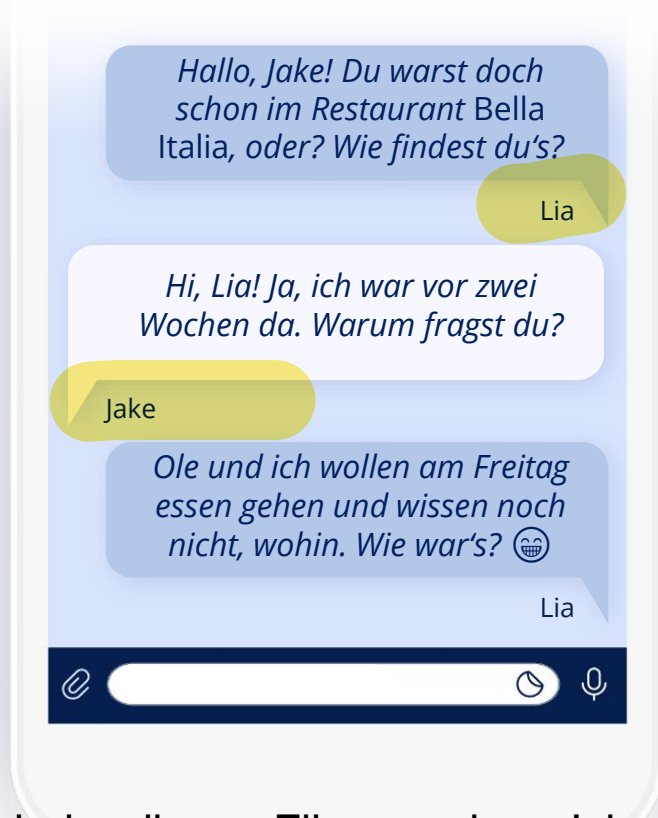 Hallo, Jake! Du warst doch
schon im Restaurant Bella
Italia, oder? Wie findest du‘s?
Lia
Hi, Lia! Ja, ich war vor zwei
Wochen da. Warum fragst du?
Jake
Ole und ich wollen am Freitag
essen gehen und wissen noch
nicht, wohin. Wie war‘s? 😁
Lia